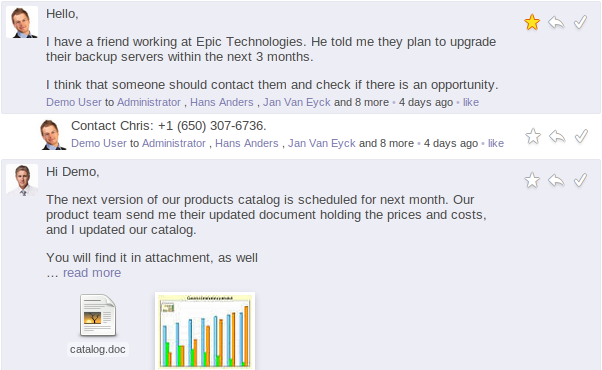 Hello,
I have a friend working at Epic Technologies. He told me they plan to upgrade
their backup servers within the next 3 months.
I think that someone should contact them and check if there is an opportunity.
Demo User to Administrator , Hans Anders , Jan Van Eyck and 8 more • 4 days ago • like
Contact Chris: +1 (650) 307-6736.
Demo User to Administrator , Hans Anders , Jan Van Eyck and 8 more • 4 days ago • like
Hi Demo,
The next version of our products catalog is scheduled for next month. Our
product team send me their updated document holding the prices and costs,
and I updated our catalog.
You will find it in attachment, as well
… read more
catalog.doc